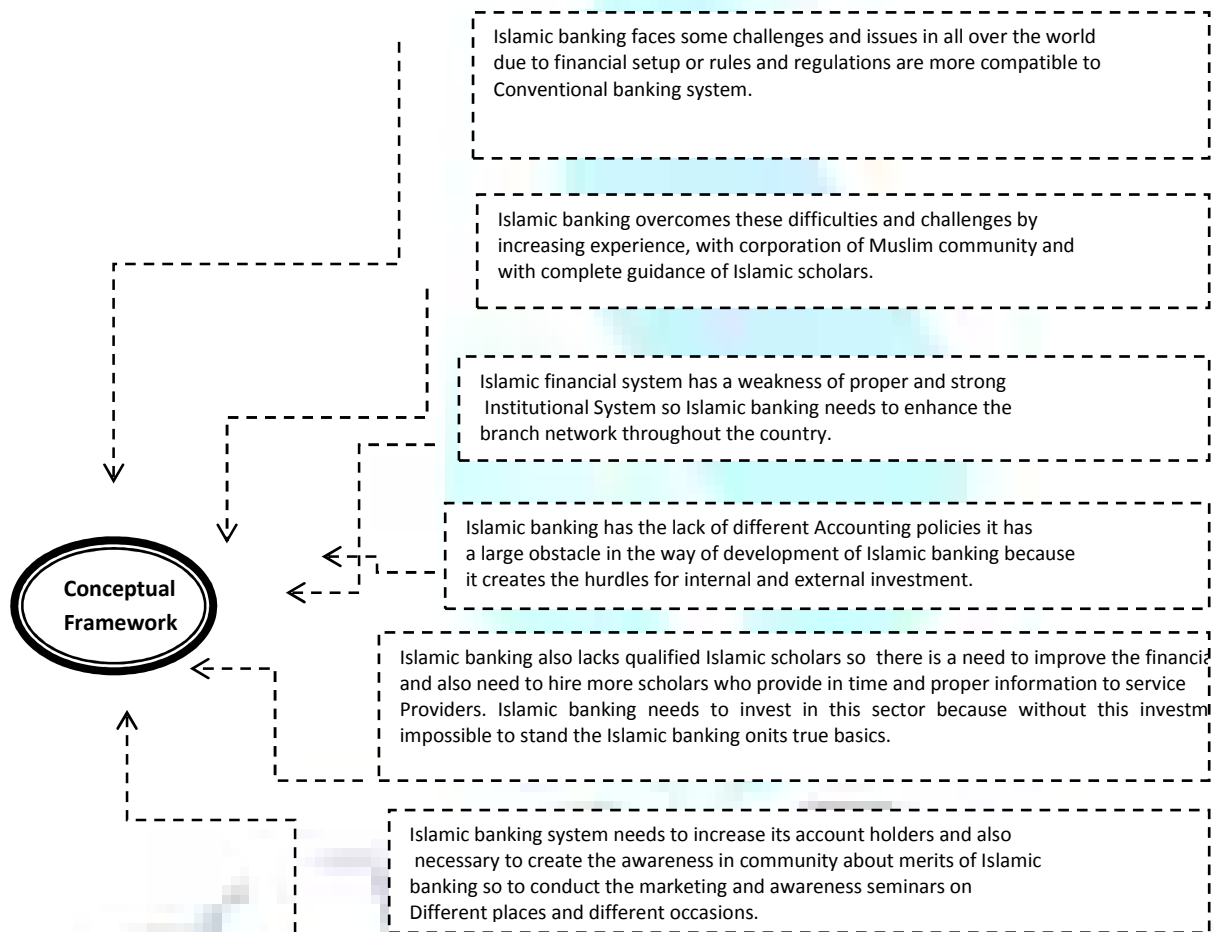 Islamic banking faces some challenges and issues in all over the world
due to financial setup or rules and regulations are more compatible to
Conventional banking system.
Islamic banking overcomes these difficulties and challenges by
increasing experience, with corporation of Muslim community and
with complete guidance of Islamic scholars.
Islamic financial system has a weakness of proper and strong
Institutional System so Islamic banking needs to enhance the
branch network throughout the country.
Islamic banking has the lack of different Accounting policies it has
a large obstacle in the way of development of Islamic banking because
it creates the hurdles for internal and external investment.
Conceptual
Framework
Islamic banking also lacks qualified Islamic scholars so there is a need to improve the
and also need to hire more scholars who provide in time and proper information to service
Providers. Islamic banking needs to invest in this sector because without this
impossible to stand the Islamic banking onits true basics.
Islamic banking system needs to increase its account holders and also
necessary to create the awareness in community about merits of Islamic
banking so to conduct the marketing and awareness seminars on
Different places and different occasions.